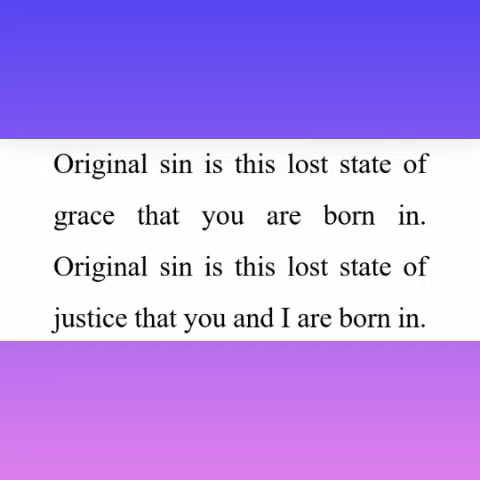 Original sin is this lost state of
grace that you are born in.
Original sin is this lost state of
justice that you and I are born in.